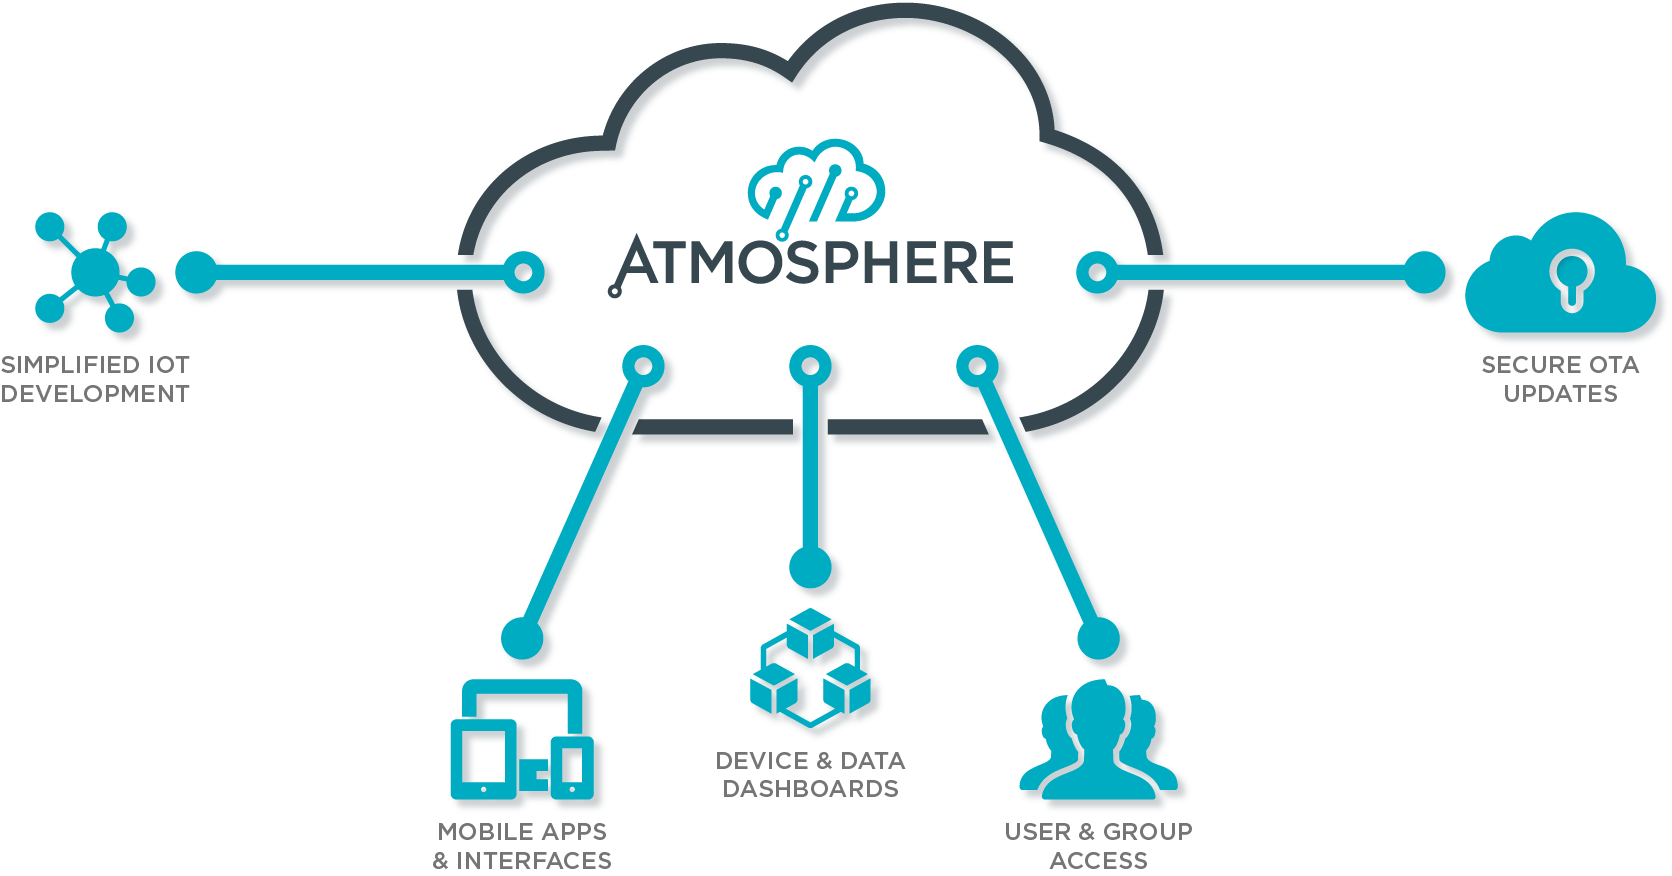 ATMOSPHERE
SIMPLIFIED IOT
DEVELOPMENT
SECURE OTA
UPDATES
MOBILE APPS
& INTERFACES
DEVICE & DATA
DASHBOARDS
USER & GROUP
ACCESS